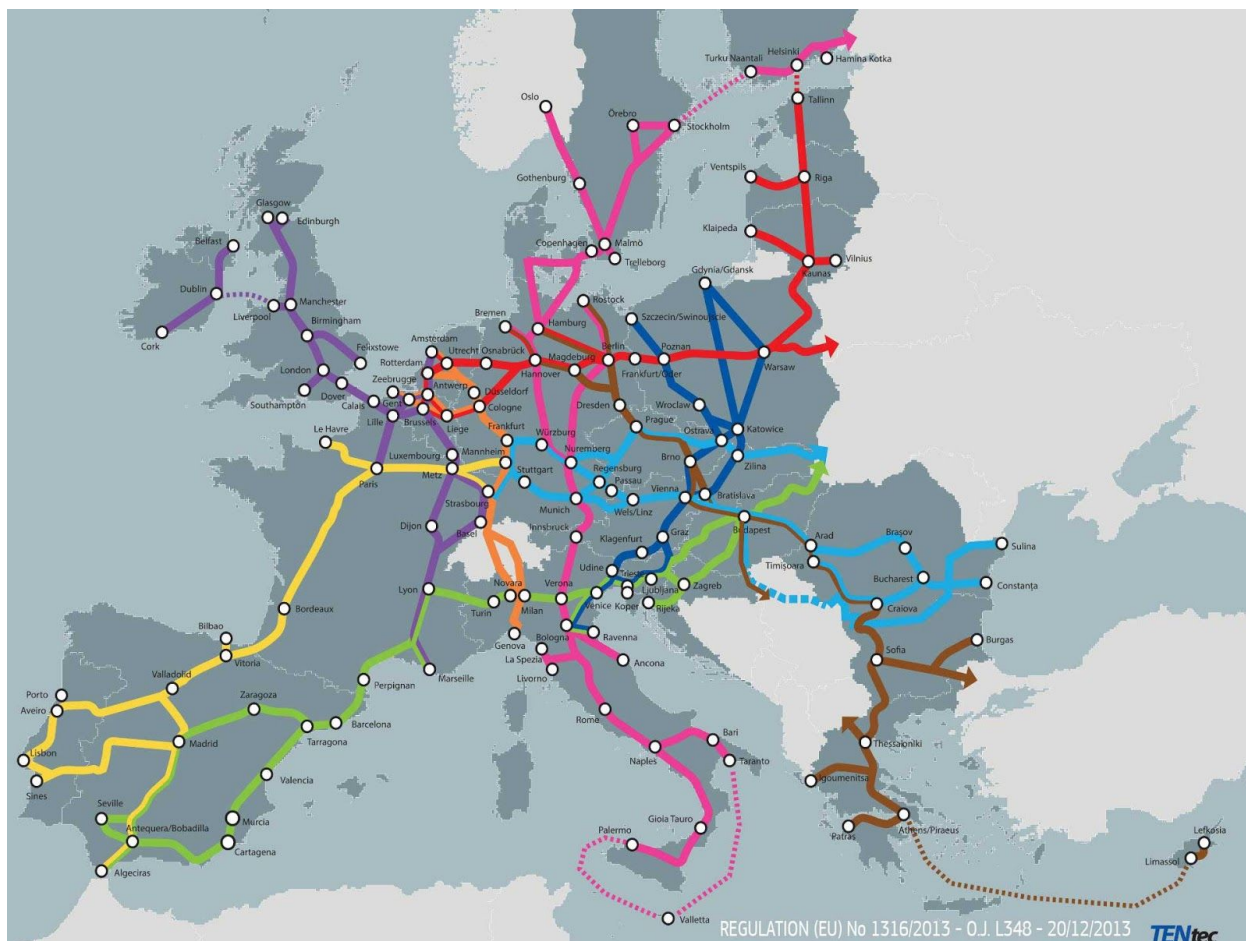 Helsinki
Turku Naantali
Hamina Kotka
Oslo
Örebro
Stockholm
Tallinn
Ventspils
Riga
Gothenburg
Glasgow
Edinburgh
Klaipeda
Belfast
Copenhagen
Malmö
Trelleborg
Kaunas
Vilnius
Gdynia/Gdansk
Dublin
Liverpool
Manchester
Rostock
Szczecin/Swinoujscie
Cork
Birmingham
Bremen
Hamburg
Felixstowe
Amsterdam
Utrecht
Osnabrück
Berlin
Poznan
Rotterdam
Magdeburg
Hannover
Frankfurt/Oder
Warsaw
London
Zeebrugge
Southampton
Dover
Calais
Gent
Antwerp
Düsseldorf
Cologne
Dresden
Wroclaw
Lille
Brussels
Liege
Prague
Ostrava
Katowice
Le Havre
Frankfurt
Würzburg
Luxembourg
Mannheim
Nuremberg
Brno
Zilina
Paris
Metz
Stuttgart
Regensburg
Passau
Strasbourg
Munich
Wels/Linz
Vienna
Bratislava
Dijon
Basel
Innsbruck
Graz
Budapest
Klagenfurt
Arad
Braşov
Sulina
Udine
Trieste
Timişoara
Lyon
Novara
Verona
Ljubljana
Zagreb
Bucharest
Constanţa
Turin
Milan
Venice
Koper
Rijeka
Craiova
Bordeaux
Bilbao
Genova
Bologna
Ravenna
Burgas
Vitoria
La Spezia
Ancona
Sofia
Livorno
Marseille
Valladolid
Perpignan
Porto
Aveiro
Zaragoza
Rome
Barcelona
Madrid
Tarragona
Bari
Thessaloniki
Lisbon
Naples
Taranto
Sines
Valencia
Igoumenitsa
Seville
Murcia
Antequera/Bobadilla
Gioia Tauro
Palermo
Patras
Athens/Piraeus
Cartagena
Lefkosia
Limassol
Algeciras
Valletta
REGULATION (EU) No 1316/2013 - O.J. L348 - 20/12/2013
TENtec